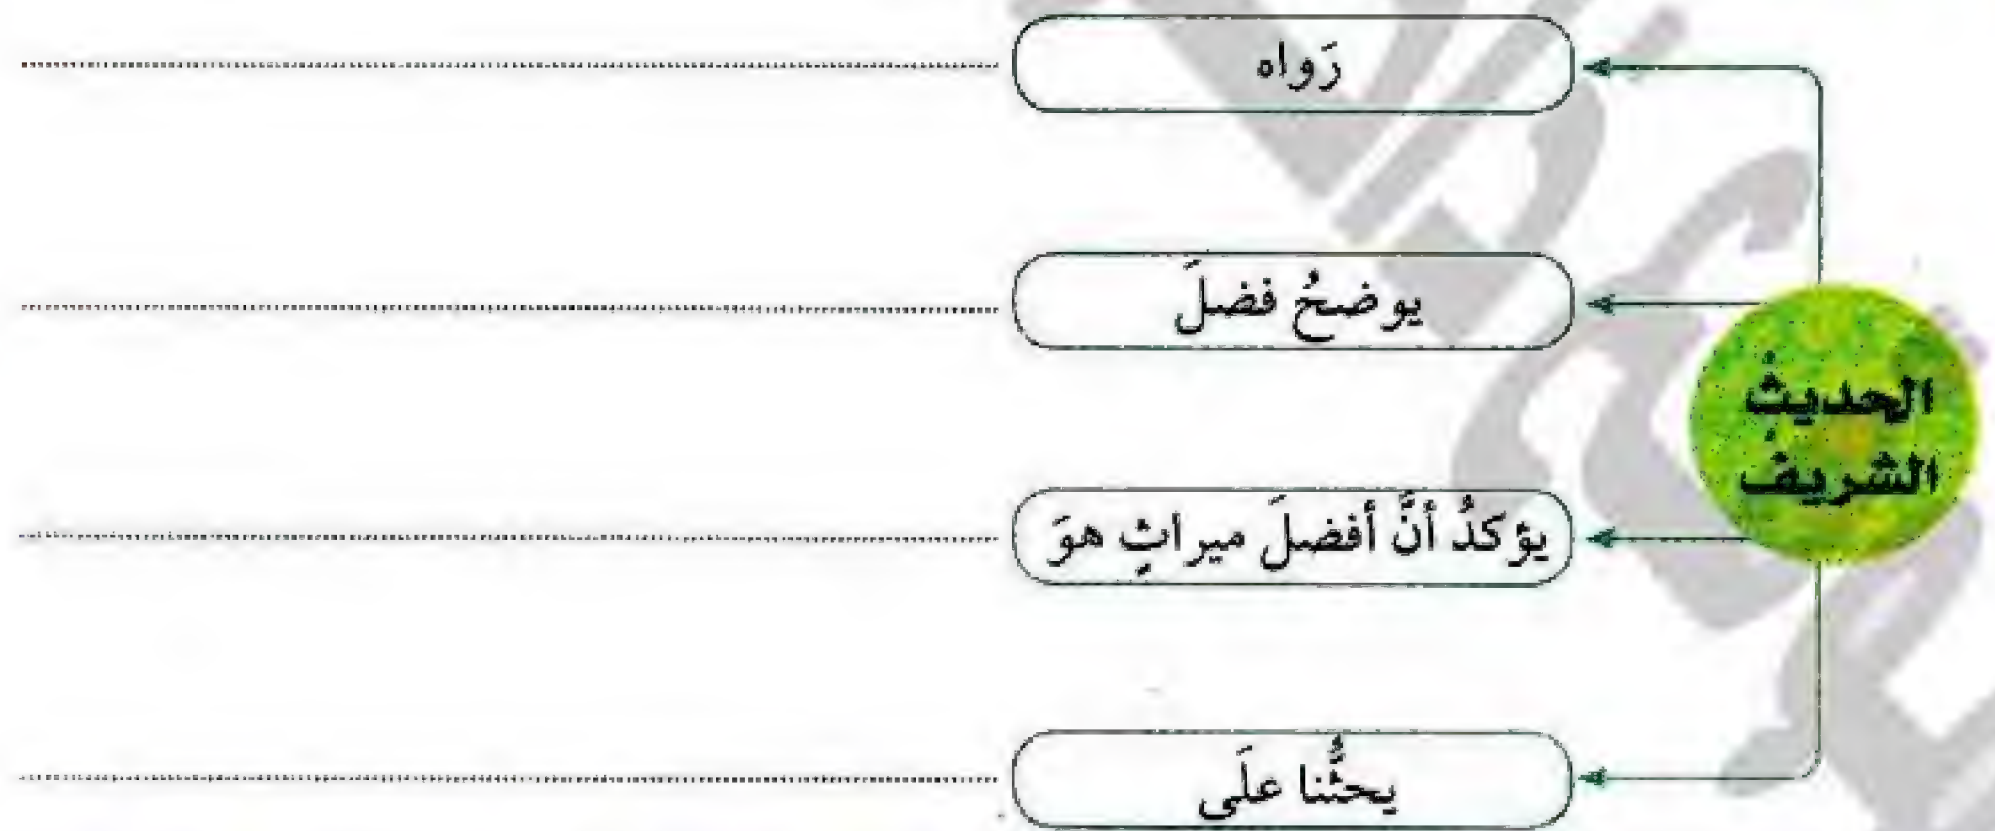 الحديثُ
الشريفُ
رَواه
يوضحُ فضلَ
يؤكدُ أنَّ أفضلَ ميراثٍ هوَ
يحثُّنا علَى